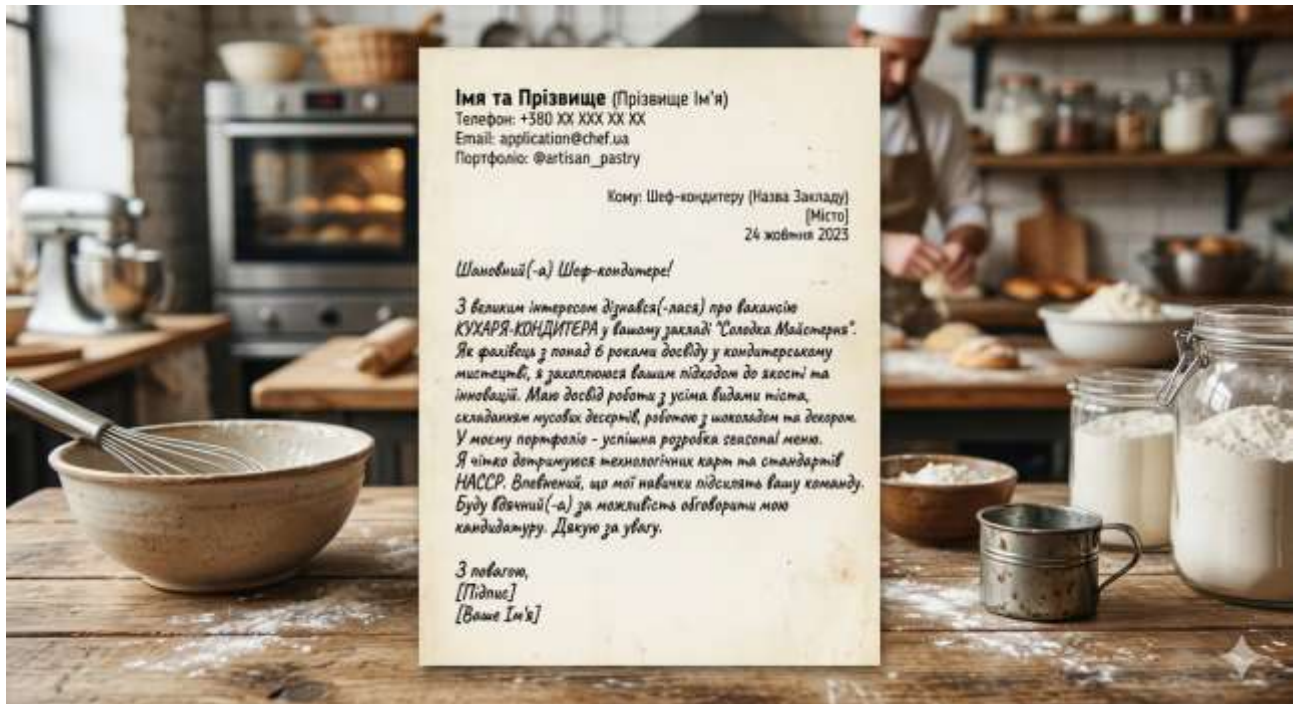 Імя та Прізвище (Прізвище Ім'я)
Телефон: +380 XX XXX XX XX
Email: application@chef.ua
Портфоліо: @artisan_pastry
Кому: Шеф-кондитеру (Назва Закладу)
[Місто]
24 жовтня 2023
Шановний(-а) Шеф-кондитере!
З великим інтересом дізнався(-лася) про вакансію
КУХАРЯ-КОНДИТЕРА у вашому закладі "Солодка Майстерня".
Як фахівець з понад 6 роками досвіду у кондитерському
мистецтві, я захоплююся вашим підходом до якості та
інновацій. Маю досвід роботи з усіма видами тіста,
складанням мусових десертів, роботою з шоколадом та декором.
У моєму портфоліо - успішна розробка seasonal меню.
Я чітко дотримуюся технологічних карт та стандартів
HACCP. Впевнений, що мої навички підсилять вашу команду.
Буду вдячний(-а) за можливість обговорити мою
кандидатуру. Дякую за увагу.
З повагою,
[Підпис]
[Ваше Ім'я]